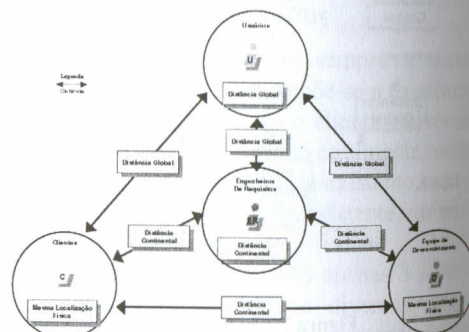 Usuários
U
Distância Global
Legenda
Distância
Distância Global
Distância Global
Distância Global
Engenheiros
De Requisitos
ER
Distância
Continental
Distância
Continental
Distância
Continental
Clientes
C
Mesma Localização
Física
Equipe de
Desenvolvimento
Mesma Localização
Física
Distância
Continental